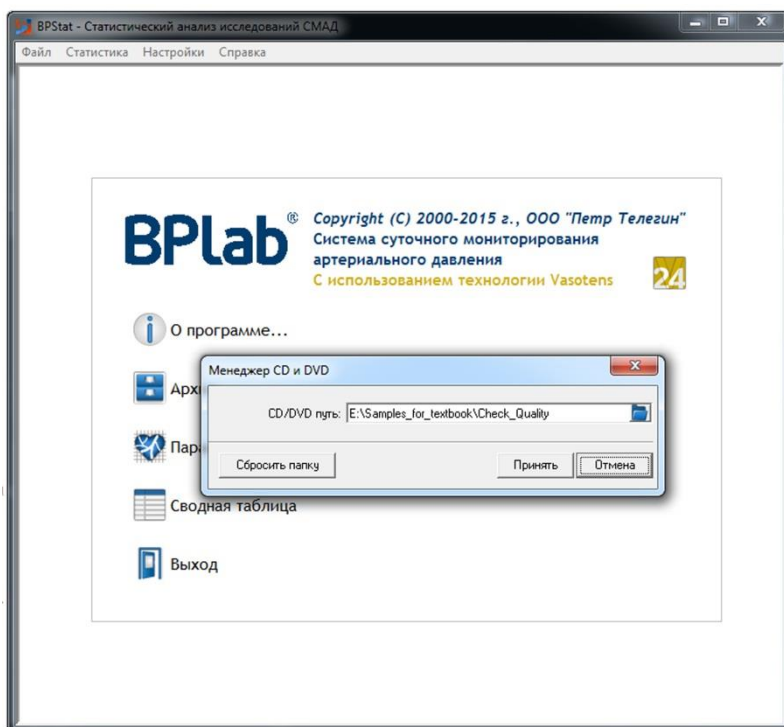 BPStat - Статистический анализ исследований СМАД
Файл Статистика Настройки Справка
BPLab®
Copyright (C) 2000-2015 г., ООО "Петр Телегин"
Система суточного мониторирования
артериального давления
С использованием технологии Vasotens
24
О программе...
Менеджер CD и DVD
Арх
CD/DVD путь: E:\Samples_for_textbook\Check_Quality
Пар
Сбросить папку Принять Отмена
Сводная таблица
Выход